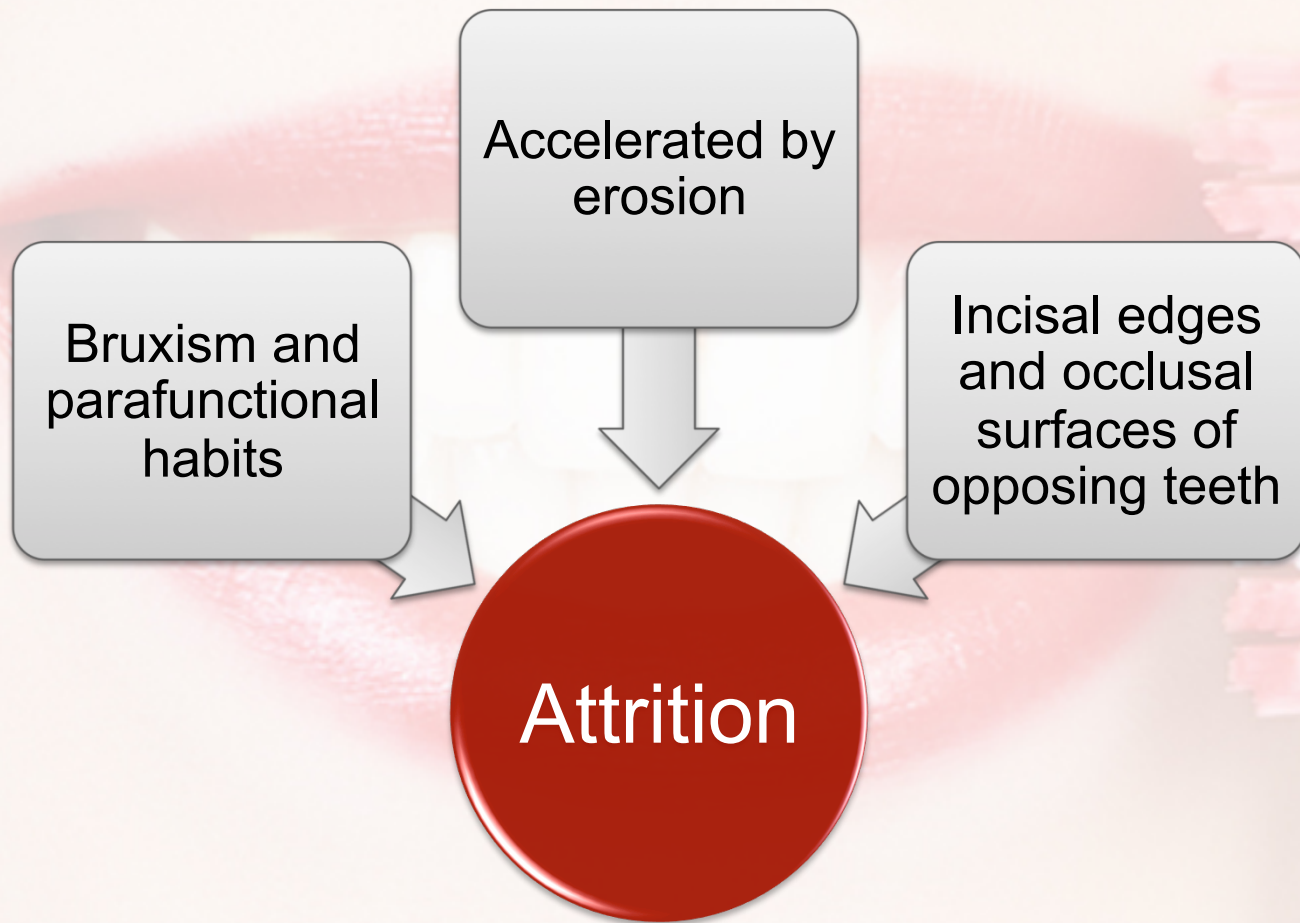 Accelerated by
erosion
Bruxism and
parafunctional
habits
Incisal edges
and occlusal
surfaces of
opposing teeth
Attrition